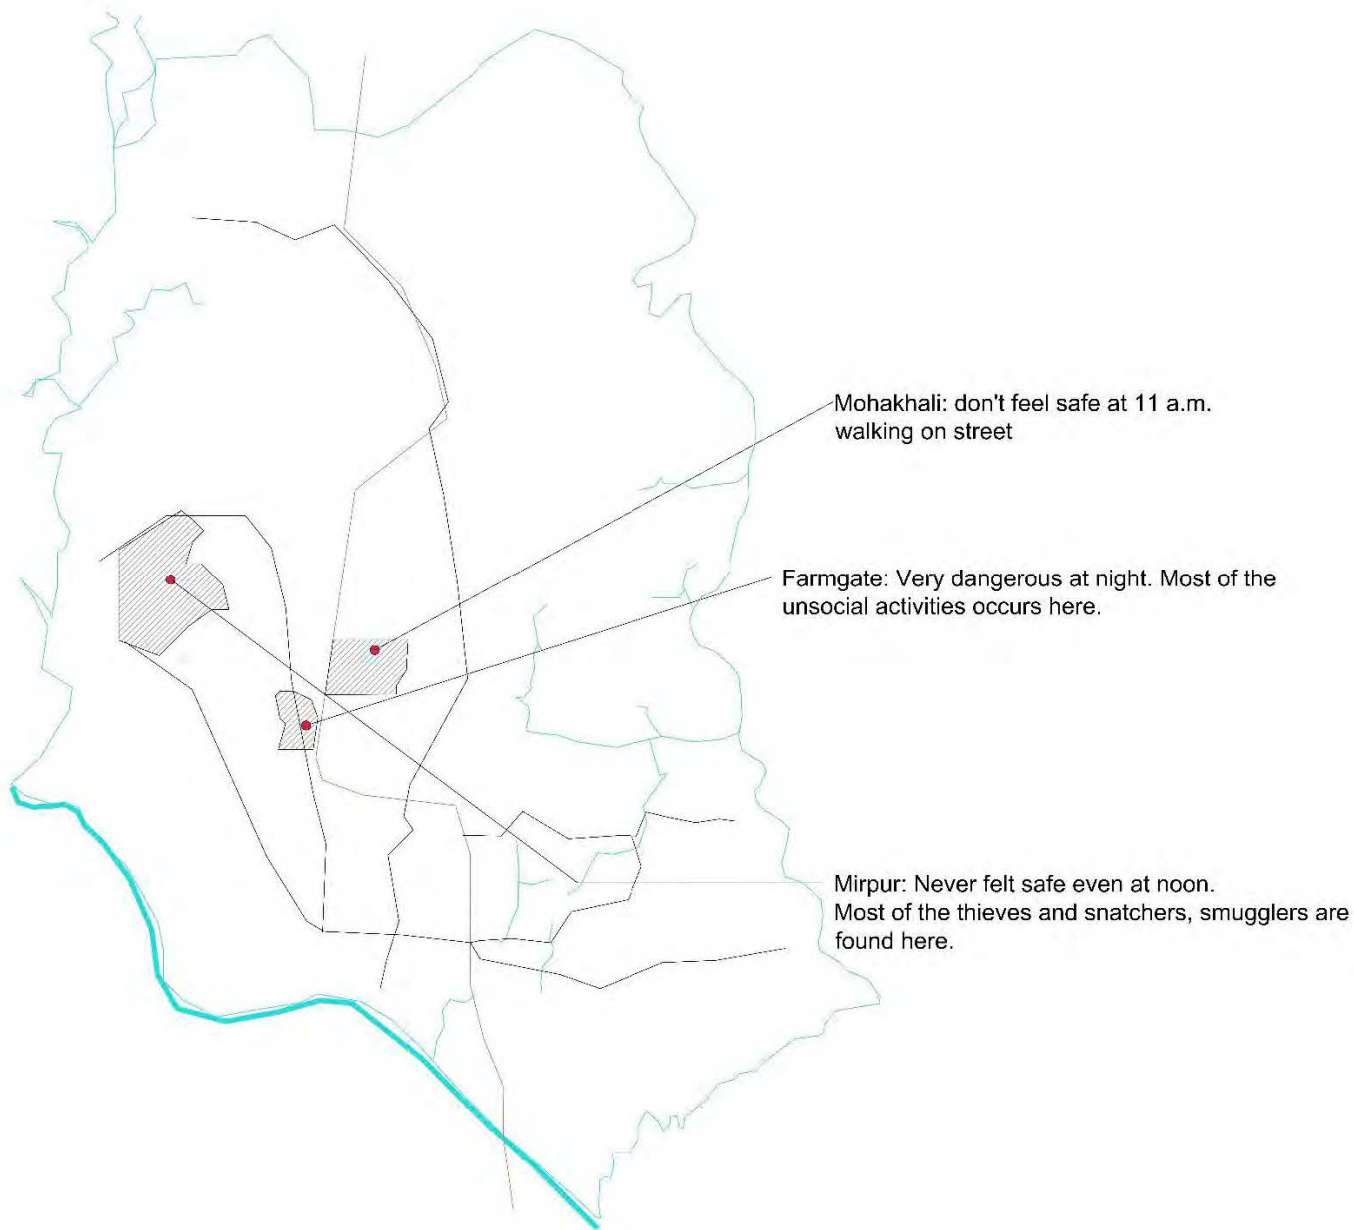 Mohakhali: don't feel safe at 11 a.m.
walking on street
Farmgate: Very dangerous at night. Most of the
unsocial activities occurs here.
Mirpur: Never felt safe even at noon.
Most of the thieves and snatchers, smugglers are
found here.